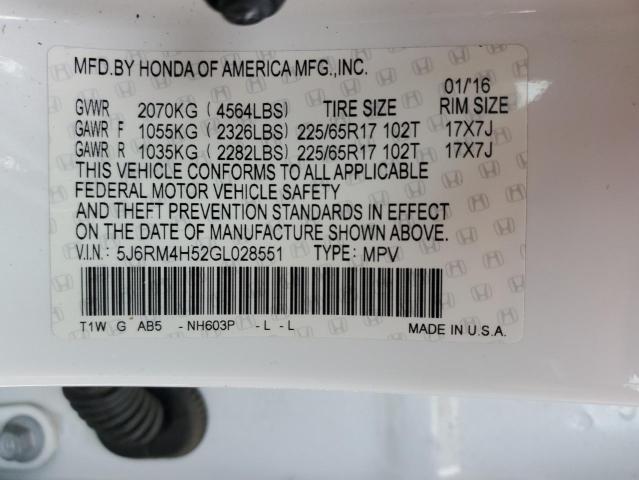 MFD.BY HONDA OF AMERICA MFG.,INC.
01/'16
GVWR 2070KG ( 4564LBS) TIRE SIZE RIM SIZE
GAWR F 1055KG ( 2326LBS) 225/65R17 102T 17X7J
GAWR R 1035KG ( 2282LBS) 225/65R17 102T 17X7J
THIS VEHICLE CONFORMS TO ALL APPLICABLE
FEDERAL MOTOR VEHICLE SAFETY
AND THEFT PREVENTION STANDARDS IN EFFECT
ON THE DATE OF MANUFACTURE SHOWN ABOVE.
V.I.N.: 5J6RM4H52GL028551 TYPE: MPV
T1W G AB5 -NH603P -L -L
MADE IN U.S.A.